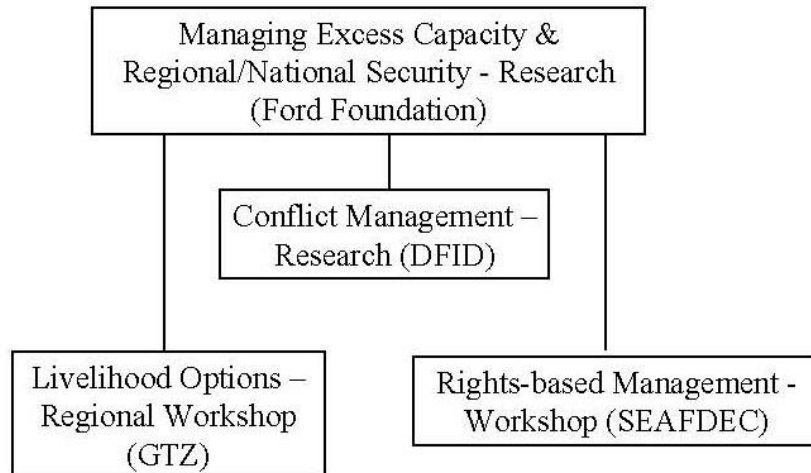 Managing Excess Capacity &
Regional/National Security - Research
(Ford Foundation)
Conflict Management –
Research (DFID)
Livelihood Options –
Regional Workshop
(GTZ)
Rights-based Management -
Workshop (SEAFDEC)